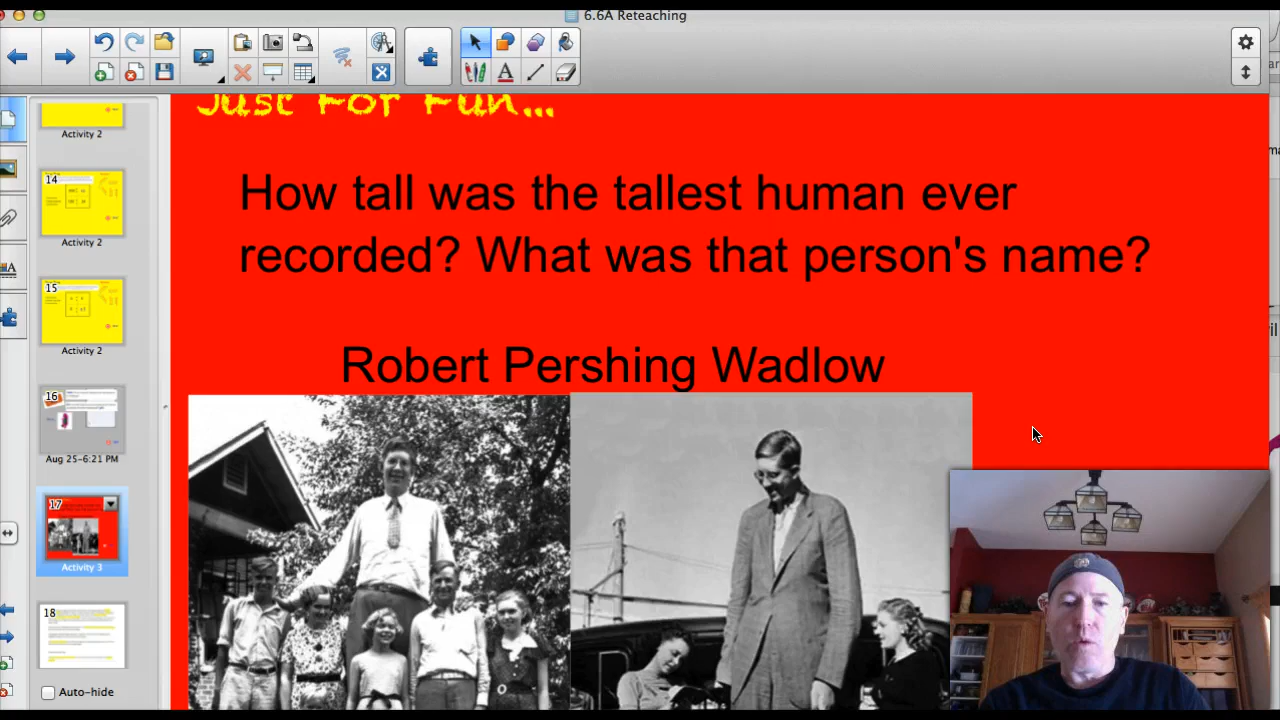 6.6A Reteaching
Just For Fun...
How tall was the tallest human ever
recorded? What was that person's name?
Robert Pershing Wadlow
Activity 2
14
Activity 2
15
Activity 2
16
Aug 25-6:21 PM
17
Activity 3
18
Auto-hide